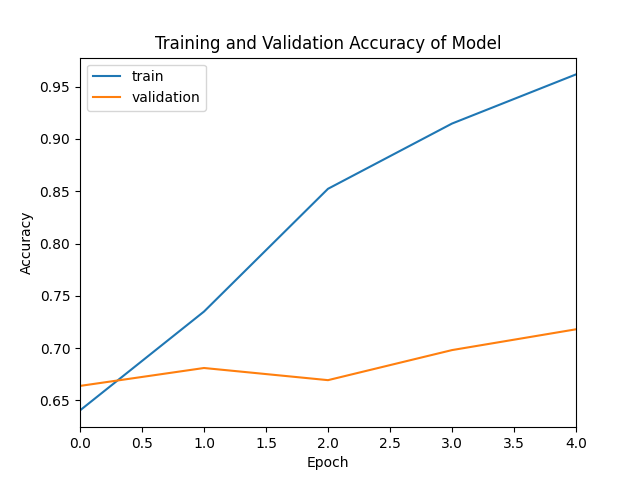 Training and Validation Accuracy of Model
train
validation
0.95
0.90
0.85
0.80
0.75
0.70
0.65
Accuracy
0.0 0.5 1.0 1.5 2.0 2.5 3.0 3.5 4.0
Epoch